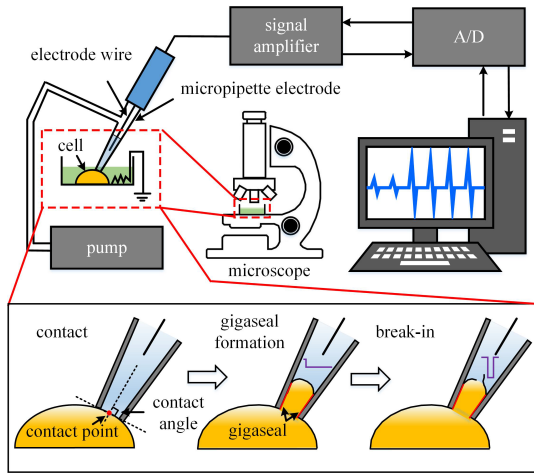 signal
amplifier
A/D
electrode wire
micropipette electrode
cell
pump
microscope
contact
gigaseal
formation
break-in
contact
angle
contact point
gigaseal